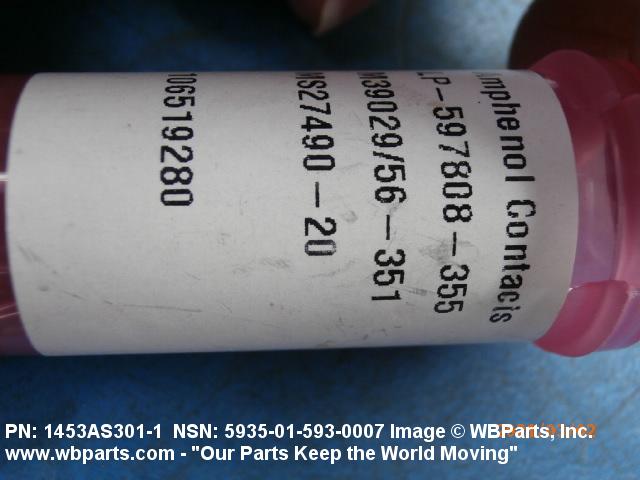 mphenol Contacts
LP-597808-355
M39029/56-351
MS27490-20
106519280
PN: 1453AS301-1 NSN: 5935-01-593-0007 Image © WBParts, Inc.
www.wbparts.com - "Our Parts Keep the World Moving"